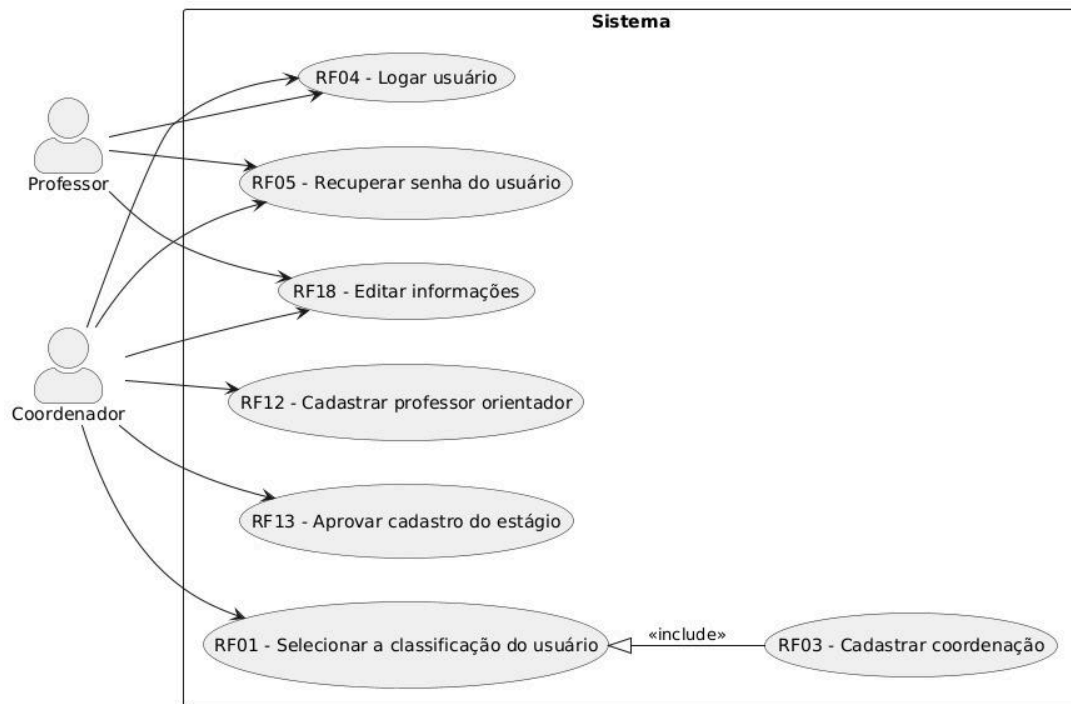 Sistema
RF04 - Logar usuário
Professor
RF05 - Recuperar senha do usuário
RF18 - Editar informações
Coordenador
RF12 - Cadastrar professor orientador
RF13 - Aprovar cadastro do estágio
RF01 - Selecionar a classificação do usuário
«include»
RF03 - Cadastrar coordenação